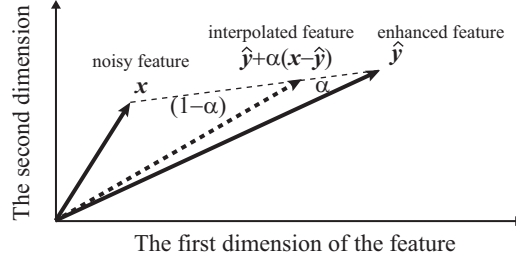 interpolated feature
enhanced feature
noisy feature
ŷ+α(x−ŷ)
ŷ
x
α
(1−α)
The second dimension
The first dimension of the feature